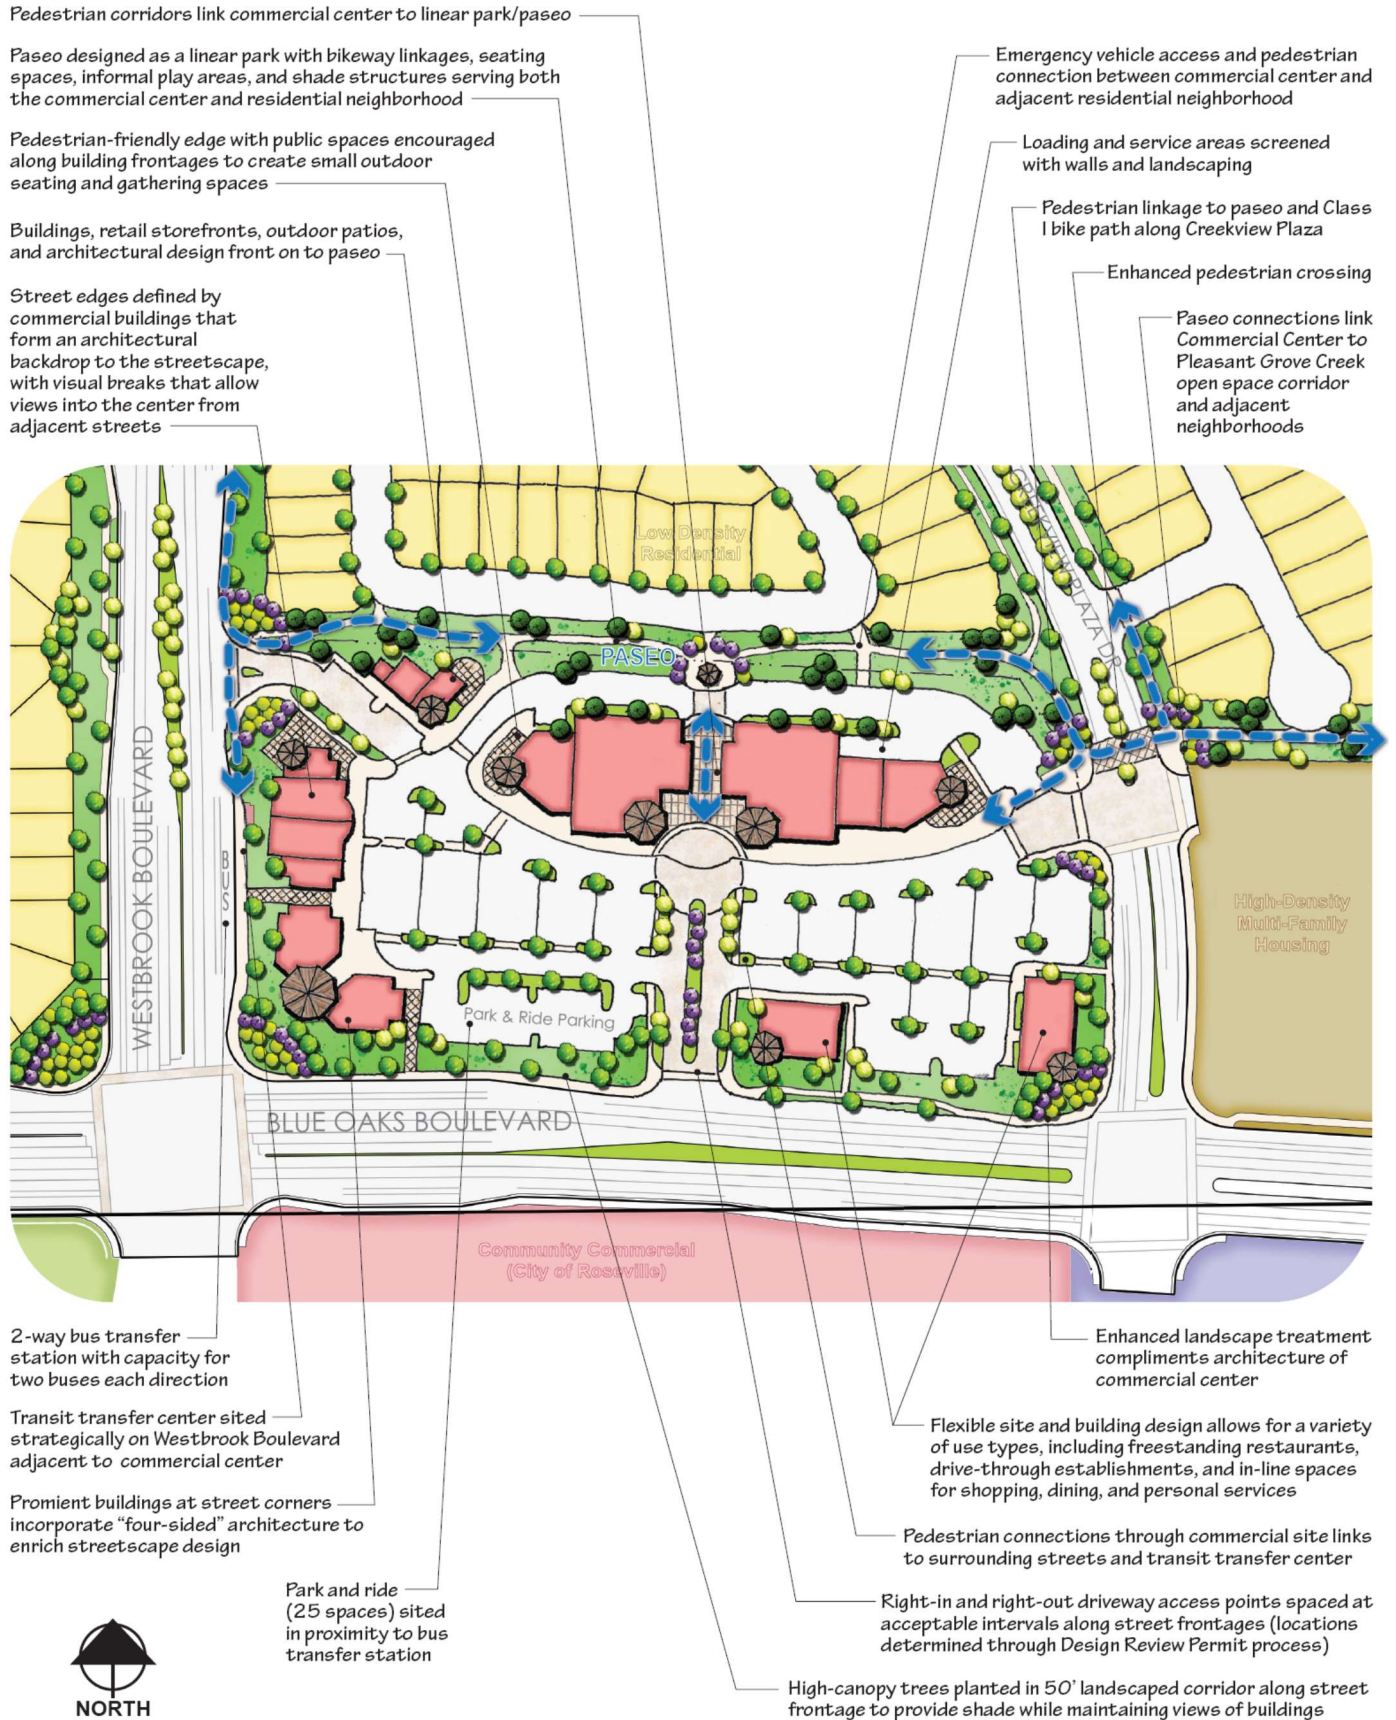 Pedestrian corridors link commercial center to linear park/paseo
Paseo designed as a linear park with bikeway linkages, seating
spaces, informal play areas, and shade structures serving both
the commercial center and residential neighborhood
Pedestrian-friendly edge with public spaces encouraged
along building frontages to create small outdoor
seating and gathering spaces
Buildings, retail storefronts, outdoor patios,
and architectural design front on to paseo
Street edges defined by
commercial buildings that
form an architectural
backdrop to the streetscape,
with visual breaks that allow
views into the center from
adjacent streets
Emergency vehicle access and pedestrian
connection between commercial center and
adjacent residential neighborhood
Loading and service areas screened
with walls and landscaping
Pedestrian linkage to paseo and Class
I bike path along Creekview Plaza
Enhanced pedestrian crossing
Paseo connections link
Commercial Center to
Pleasant Grove Creek
open space corridor
and adjacent
neighborhoods
Low Density
Residential
CREEKVIEW PLAZA DR
PASEO
WESTBROOK BOULEVARD
BUS
High-Density
Multi-Family
Housing
Park & Ride Parking
BLUE OAKS BOULEVARD
Community Commercial
(City of Roseville)
2-way bus transfer
station with capacity for
two buses each direction
Transit transfer center sited
strategically on Westbrook Boulevard
adjacent to commercial center
Promient buildings at street corners
incorporate “four-sided” architecture to
enrich streetscape design
Park and ride
(25 spaces) sited
in proximity to bus
transfer station
NORTH
Enhanced landscape treatment
compliments architecture of
commercial center
Flexible site and building design allows for a variety
of use types, including freestanding restaurants,
drive-through establishments, and in-line spaces
for shopping, dining, and personal services
Pedestrian connections through commercial site links
to surrounding streets and transit transfer center
Right-in and right-out driveway access points spaced at
acceptable intervals along street frontages (locations
determined through Design Review Permit process)
High-canopy trees planted in 50’ landscaped corridor along street
frontage to provide shade while maintaining views of buildings